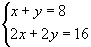 x + y = 8
2x + 2y = 16